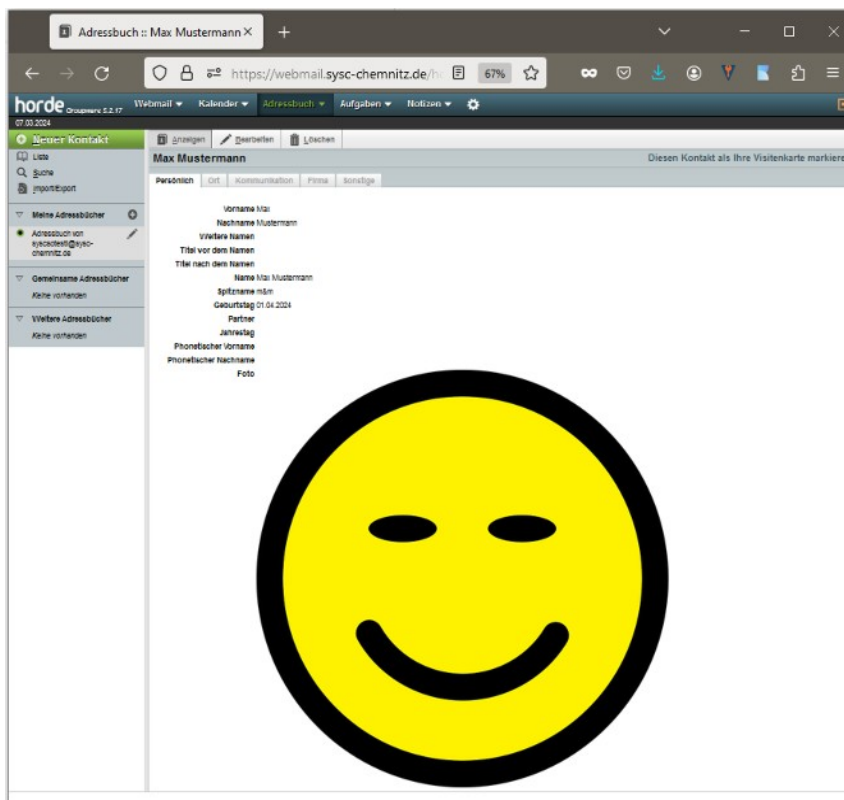 Adressbuch :: Max Mustermann
https://webmail.sysc-chemnitz.de/h
67%
horde Groupware 5.2.17 Webmail Kalender Adressbuch Aufgaben Notizen
07.03.2024
Neuer Kontakt
Anzeigen Bearbeiten Löschen
Liste
Suche
Import/Export
Max Mustermann
Diesen Kontakt als Ihre Visitenkarte markiere
Persönlich Ort Kommunikation Firma Sonstige
Meine Adressbücher
Adressbuch von
chemnitz.de
Gemeinsame Adressbücher
Keine vorhanden
Weitere Adressbücher
Keine vorhanden
Vorname Max
Nachname Mustermann
Weitere Namen
Titel vor dem Namen
Titel nach dem Namen
Name Max Mustermann
Spitzname m&m
Geburtstag 01.04.2024
Partner
Jahrestag
Phonetischer Vorname
Phonetischer Nachname
Foto